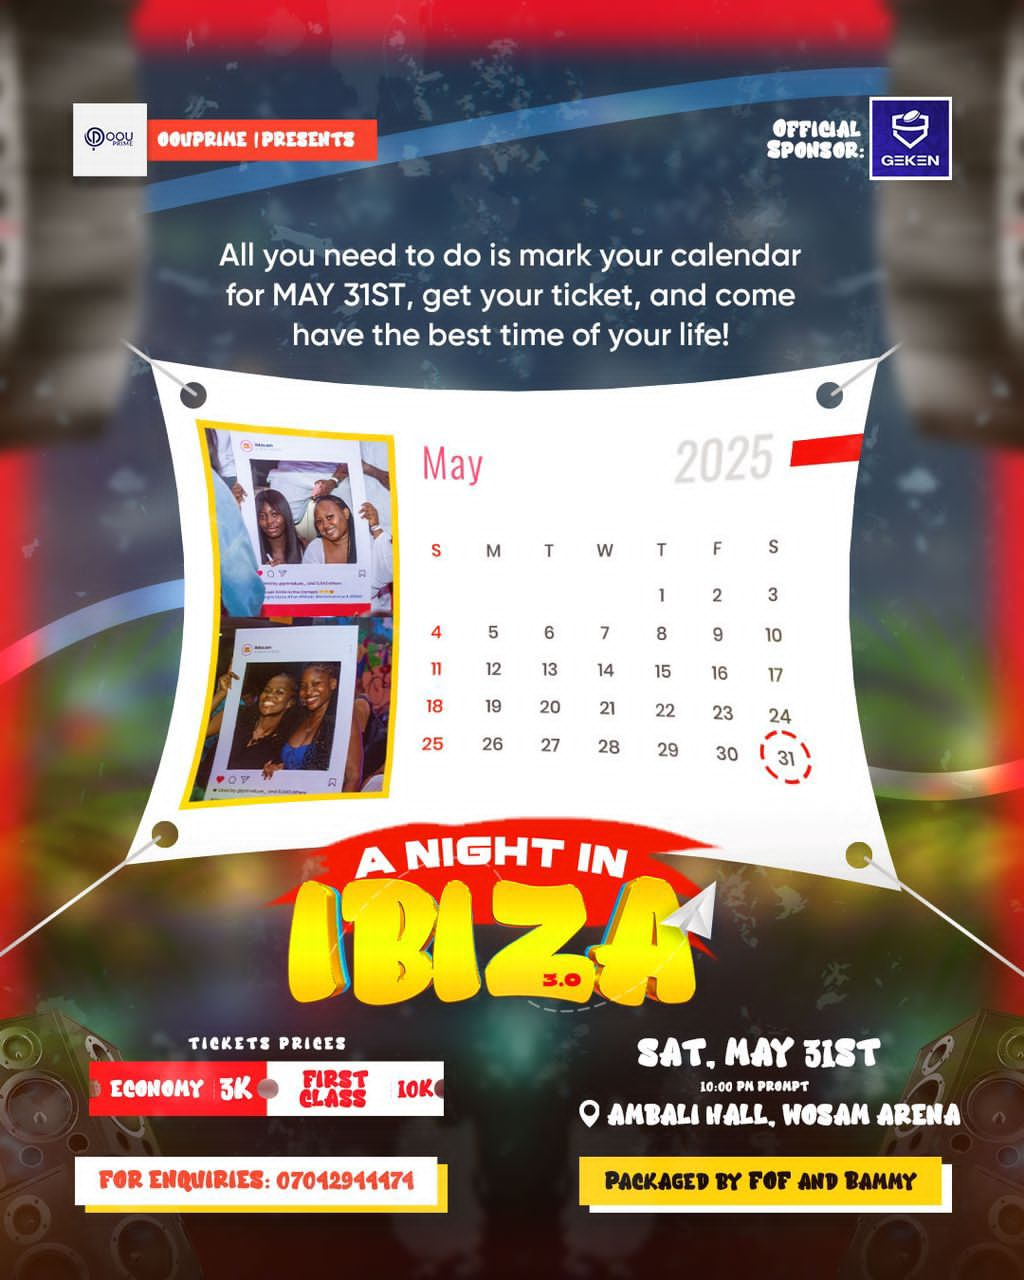 OOU
PRIME
OOUPRIME | PRESENTS
OFFICIAL
SPONSOR:
GEKEN
All you need to do is mark your calendar
for MAY 31ST, get your ticket, and come
have the best time of your life!
May 2025
S M T W T F S
1 2 3
4 5 6 7 8 9 10
11 12 13 14 15 16 17
18 19 20 21 22 23 24
25 26 27 28 29 30 31
A NIGHT IN
IBIZA
3.0
TICKETS PRICES
ECONOMY 3K FIRST CLASS 10K
SAT, MAY 31ST
10:00 PM PROMPT
AMBALI HALL, WOSAM ARENA
FOR ENQUIRIES: 07042944474
PACKAGED BY FOF AND BAMMY